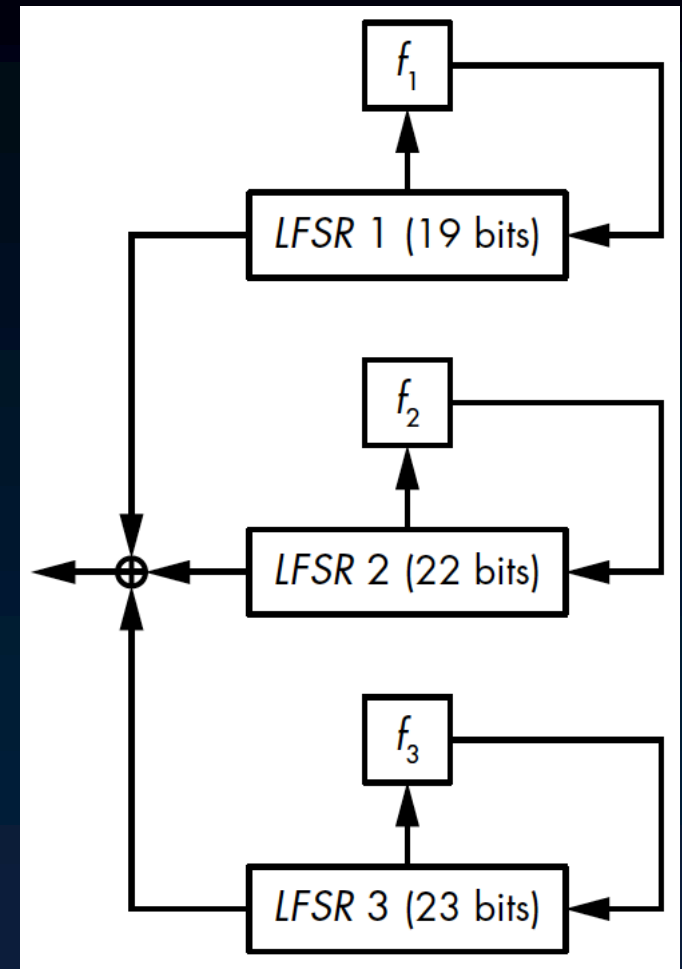 f₁
LFSR 1 (19 bits)
f₂
LFSR 2 (22 bits)
f₃
LFSR 3 (23 bits)